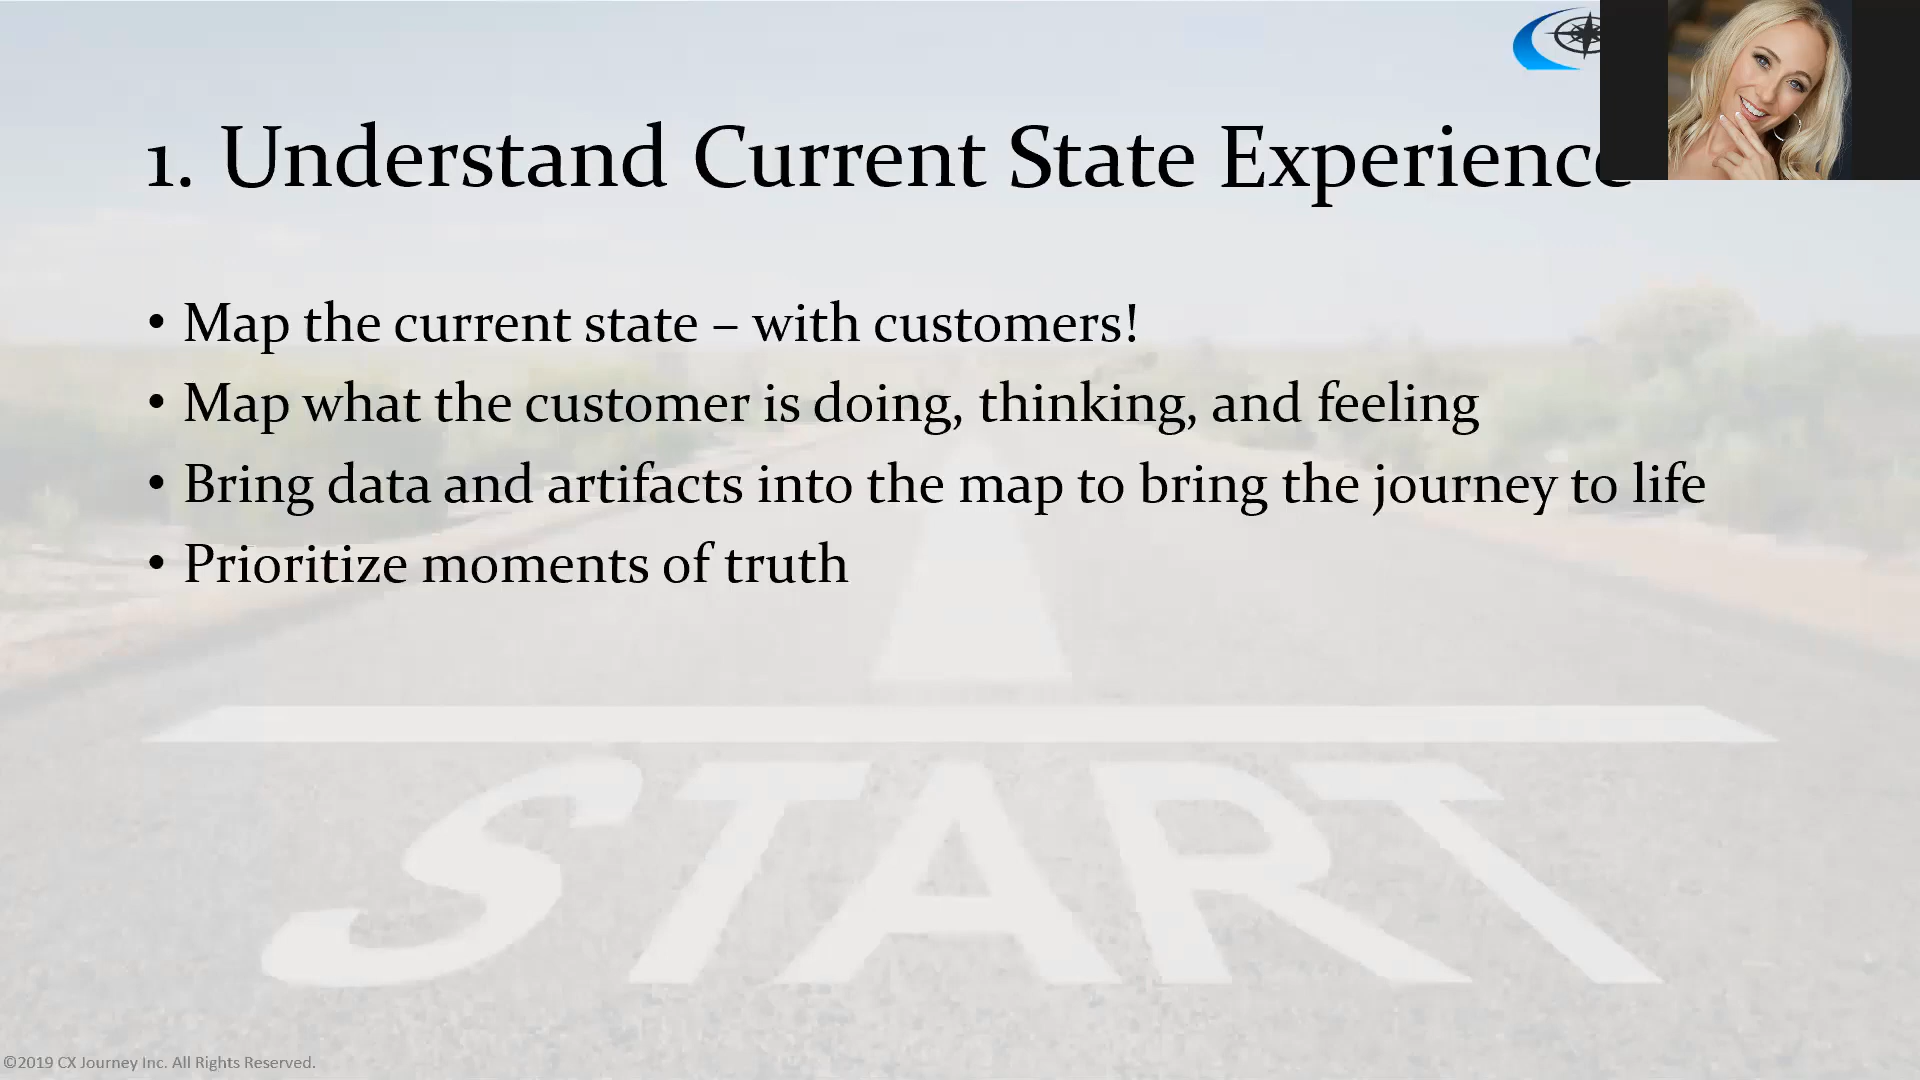 1. Understand Current State Experience
• Map the current state – with customers!
• Map what the customer is doing, thinking, and feeling
• Bring data and artifacts into the map to bring the journey to life
• Prioritize moments of truth
START
©2019 CX Journey Inc. All Rights Reserved.